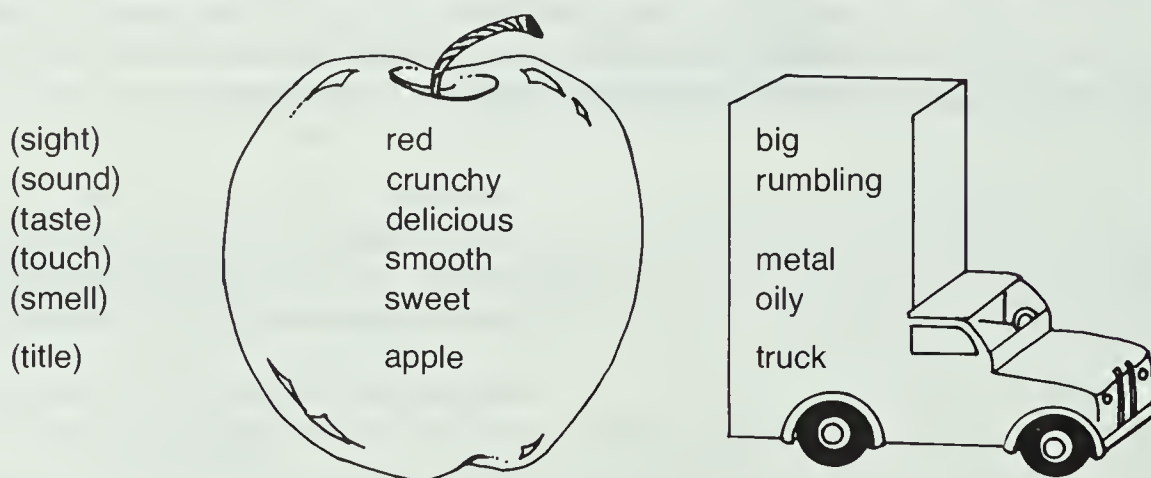 (sight) red big
(sound) crunchy rumbling
(taste) delicious
(touch) smooth metal
(smell) sweet oily
(title) apple truck